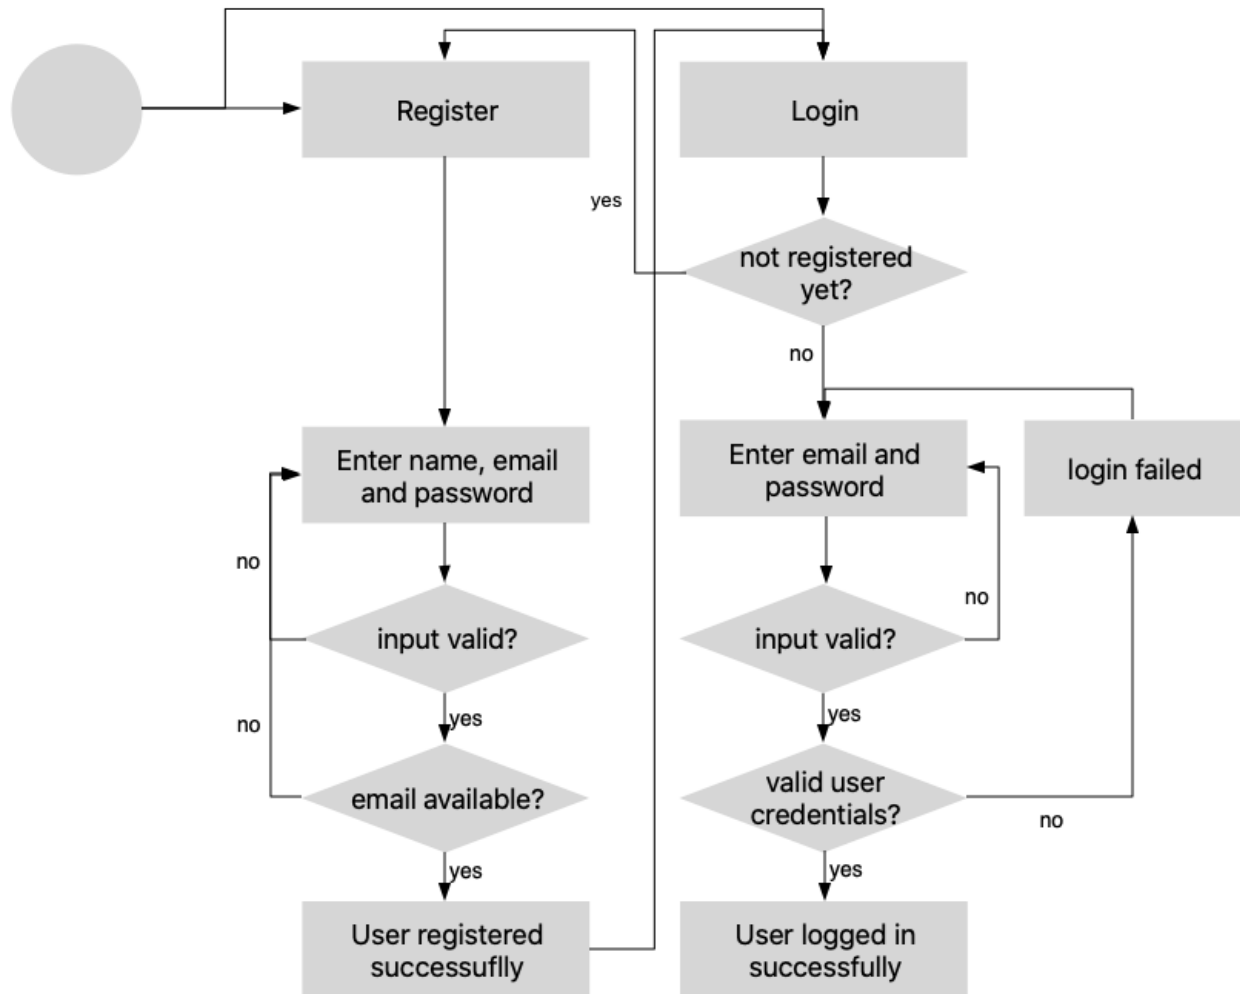 Register
Login
yes
not registered
yet?
no
Enter name, email
and password
Enter email and
password
login failed
no
no
input valid?
input valid?
yes
yes
no
email available?
valid user
credentials?
no
yes
yes
User registered
successuflly
User logged in
successfully